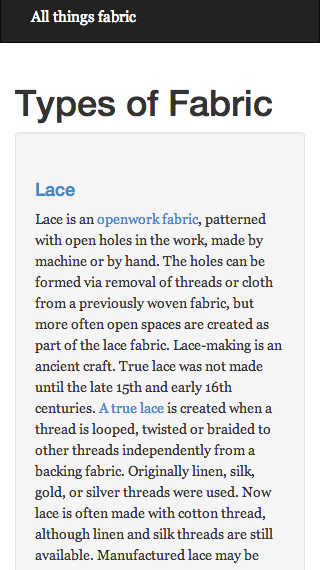 All things fabric
Types of Fabric
Lace
Lace is an openwork fabric, patterned
with open holes in the work, made by
machine or by hand. The holes can be
formed via removal of threads or cloth
from a previously woven fabric, but
more often open spaces are created as
part of the lace fabric. Lace-making is an
ancient craft. True lace was not made
until the late 15th and early 16th
centuries. A true lace is created when a
thread is looped, twisted or braided to
other threads independently from a
backing fabric. Originally linen, silk,
gold, or silver threads were used. Now
lace is often made with cotton thread,
although linen and silk threads are still
available. Manufactured lace may be